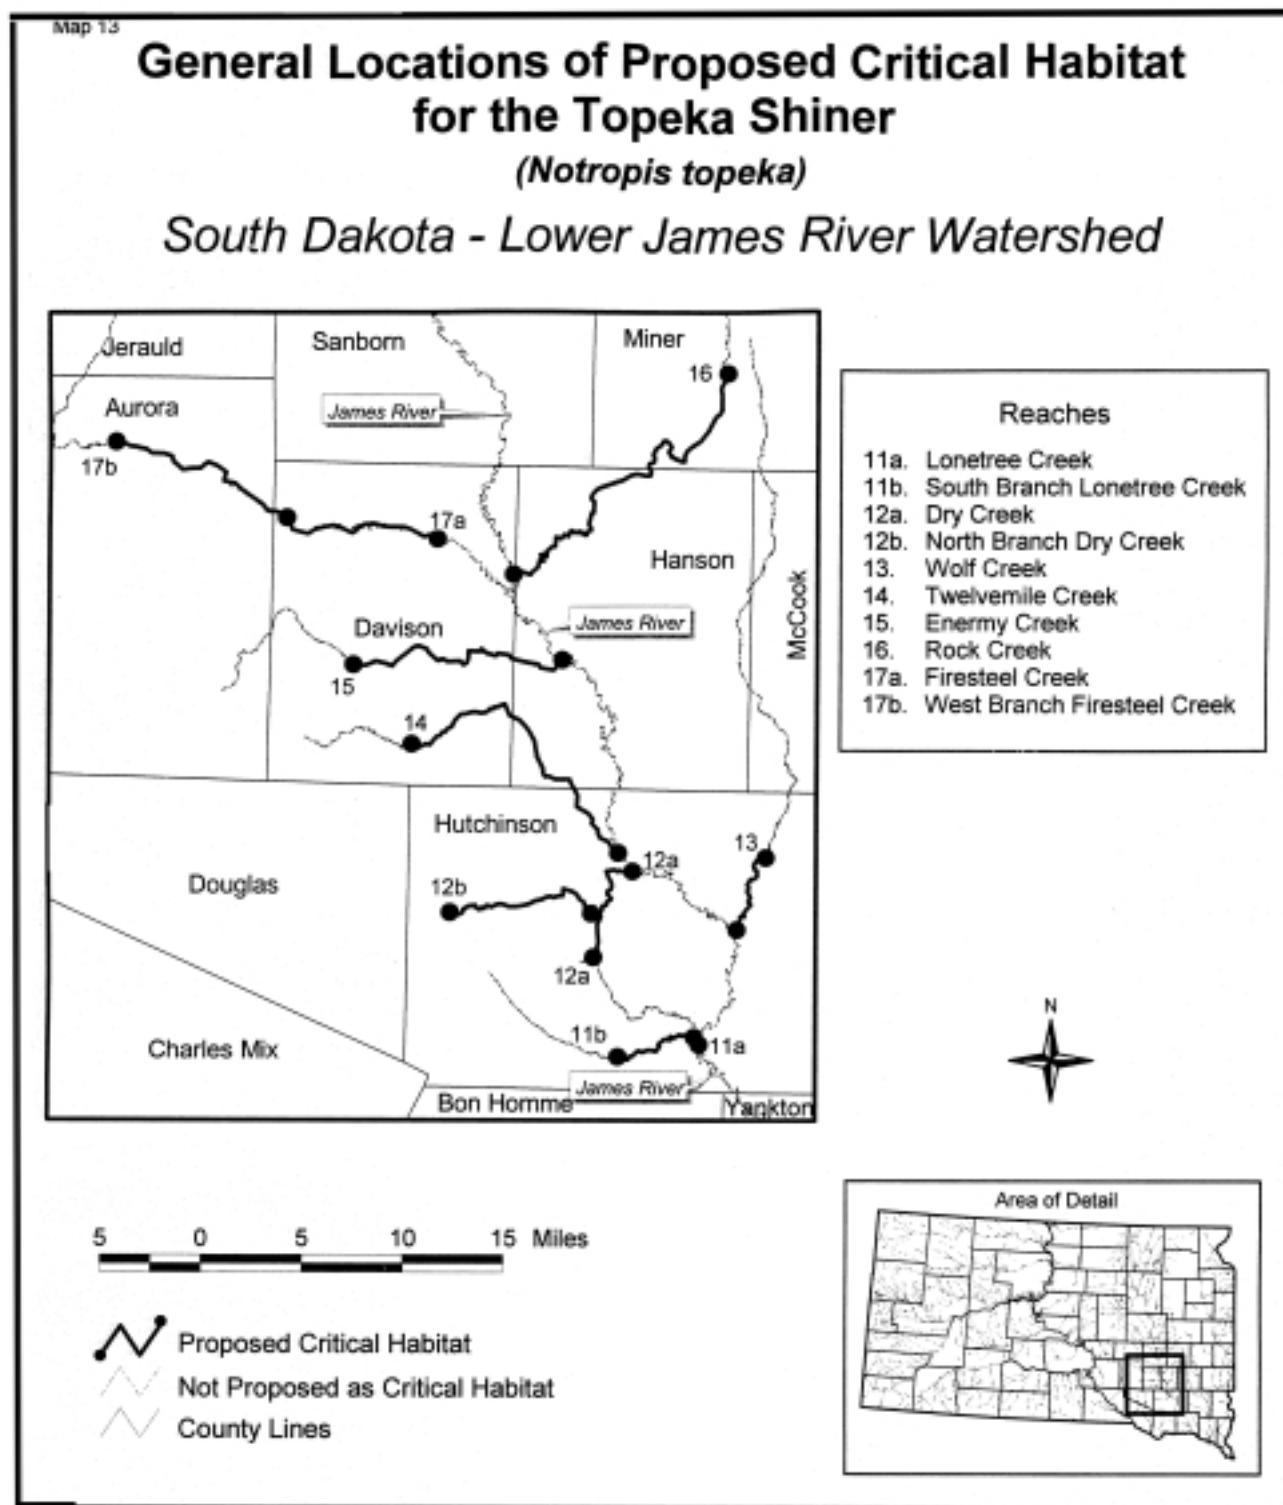 Map 13
General Locations of Proposed Critical Habitat
for the Topeka Shiner
(Notropis topeka)
South Dakota - Lower James River Watershed
Jerauld
Sanborn
Miner
16
Aurora
James River
17b
17a
Hanson
McCook
Davison
James River
15
14
Hutchinson
13
12a
Douglas
12b
12a
11b
11a
Charles Mix
James River
Bon Homme
Yankton
Reaches
11a. Lonetree Creek
11b. South Branch Lonetree Creek
12a. Dry Creek
12b. North Branch Dry Creek
13. Wolf Creek
14. Twelvemile Creek
15. Enermy Creek
16. Rock Creek
17a. Firesteel Creek
17b. West Branch Firesteel Creek
N
5 0 5 10 15 Miles
Proposed Critical Habitat
Not Proposed as Critical Habitat
County Lines
Area of Detail